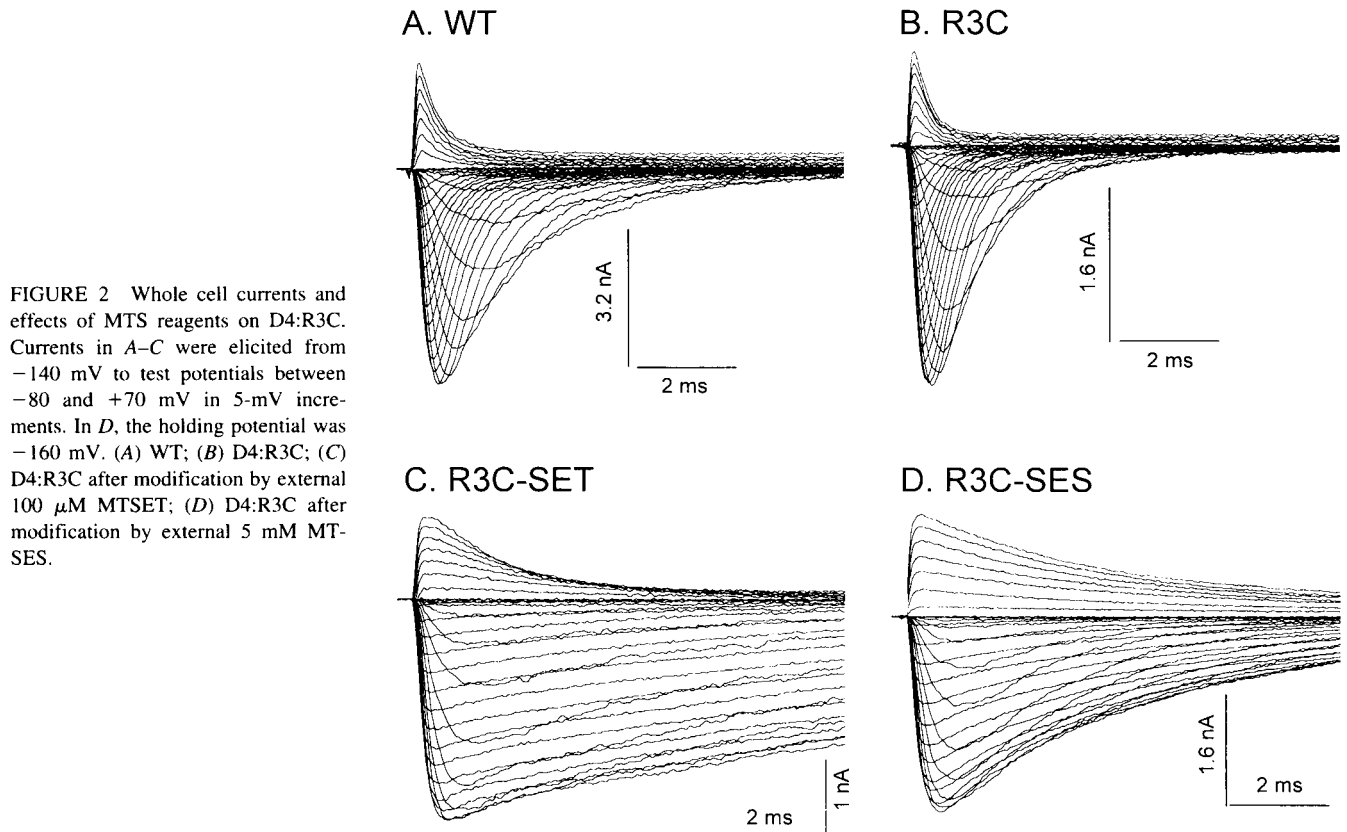 A. WT
B. R3C
3.2 nA
2 ms
1.6 nA
2 ms
FIGURE 2 Whole cell currents and
effects of MTS reagents on D4:R3C.
Currents in A–C were elicited from
−140 mV to test potentials between
−80 and +70 mV in 5-mV incre-
ments. In D, the holding potential was
−160 mV. (A) WT; (B) D4:R3C; (C)
D4:R3C after modification by external
100 μM MTSET; (D) D4:R3C after
modification by external 5 mM MT-
SES.
C. R3C-SET
D. R3C-SES
2 ms
1 nA
1.6 nA
2 ms